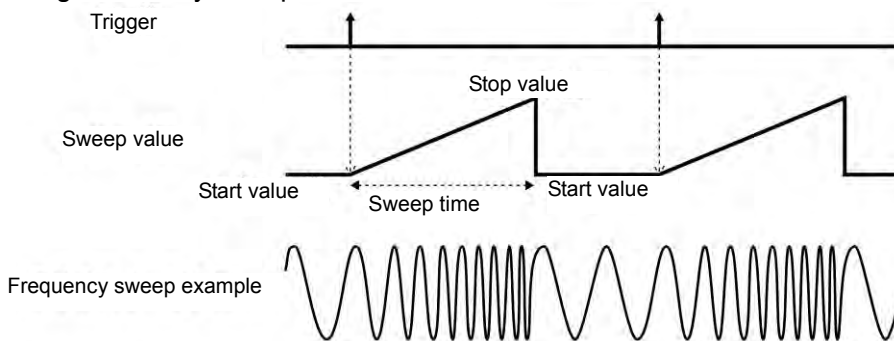 Trigger
Stop value
Sweep value
Start value
Start value
Sweep time
Frequency sweep example